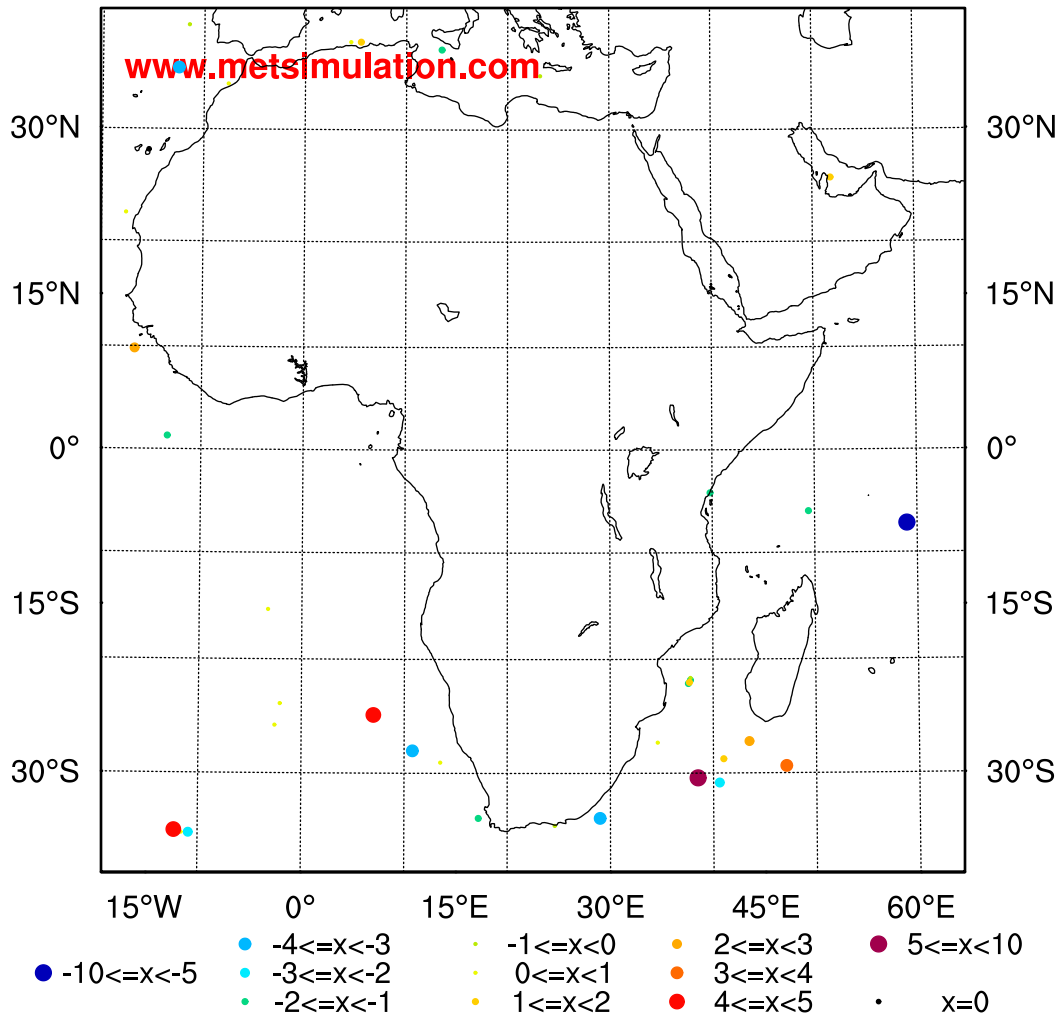 www.metsimulation.com
30°N 30°N
15°N 15°N
0° 0°
15°S 15°S
30°S 30°S
15°W 0° 15°E 30°E 45°E 60°E
-4<=x<-3 -1<=x<0 2<=x<3 5<=x<10
-10<=x<-5 -3<=x<-2 0<=x<1 3<=x<4
-2<=x<-1 1<=x<2 4<=x<5 x=0